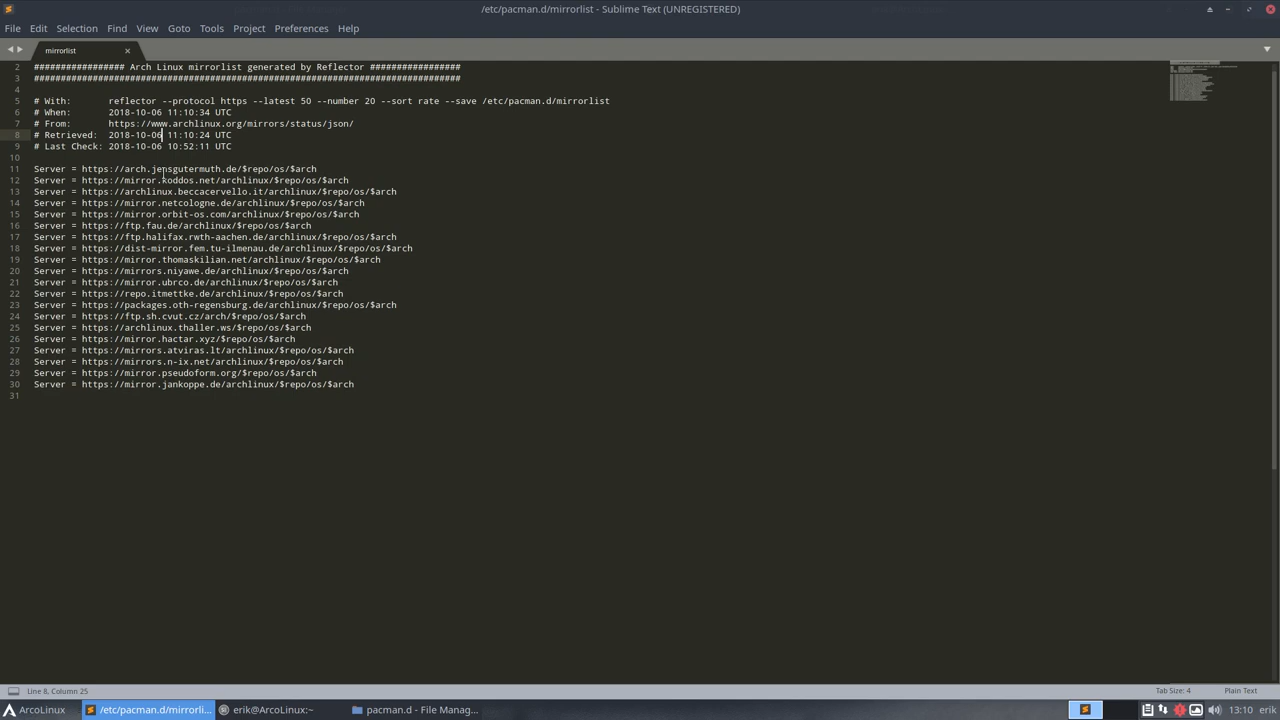 /etc/pacman.d/mirrorlist - Sublime Text (UNREGISTERED)
File Edit Selection Find View Goto Tools Project Preferences Help
mirrorlist
2 ################# Arch Linux mirrorlist generated by Reflector #################
3 ################################################################################
4
5 # With:       reflector --protocol https --latest 50 --number 20 --sort rate --save /etc/pacman.d/mirrorlist
6 # When:       2018-10-06 11:10:34 UTC
7 # From:       https://www.archlinux.org/mirrors/status/json/
8 # Retrieved:  2018-10-06 11:10:24 UTC
9 # Last Check: 2018-10-06 10:52:11 UTC
10
11 Server = https://arch.jensgutermuth.de/$repo/os/$arch
12 Server = https://mirror.koddos.net/archlinux/$repo/os/$arch
13 Server = https://archlinux.beccacervello.it/archlinux/$repo/os/$arch
14 Server = https://mirror.netcologne.de/archlinux/$repo/os/$arch
15 Server = https://mirror.orbit-os.com/archlinux/$repo/os/$arch
16 Server = https://ftp.fau.de/archlinux/$repo/os/$arch
17 Server = https://ftp.halifax.rwth-aachen.de/archlinux/$repo/os/$arch
18 Server = https://dist-mirror.fem.tu-ilmenau.de/archlinux/$repo/os/$arch
19 Server = https://mirror.thomaskilian.net/archlinux/$repo/os/$arch
20 Server = https://mirrors.niyawe.de/archlinux/$repo/os/$arch
21 Server = https://mirror.ubrco.de/archlinux/$repo/os/$arch
22 Server = https://repo.itmettke.de/archlinux/$repo/os/$arch
23 Server = https://packages.oth-regensburg.de/archlinux/$repo/os/$arch
24 Server = https://ftp.sh.cvut.cz/arch/$repo/os/$arch
25 Server = https://archlinux.thaller.ws/$repo/os/$arch
26 Server = https://mirror.hactar.xyz/$repo/os/$arch
27 Server = https://mirrors.atviras.lt/archlinux/$repo/os/$arch
28 Server = https://mirrors.n-ix.net/archlinux/$repo/os/$arch
29 Server = https://mirror.pseudoform.org/$repo/os/$arch
30 Server = https://mirror.jankoppe.de/archlinux/$repo/os/$arch
31
Line 8, Column 25 Tab Size: 4 Plain Text
ArcoLinux /etc/pacman.d/mirrorli... erik@ArcoLinux:~ pacman.d - File Manag... 13:10 erik